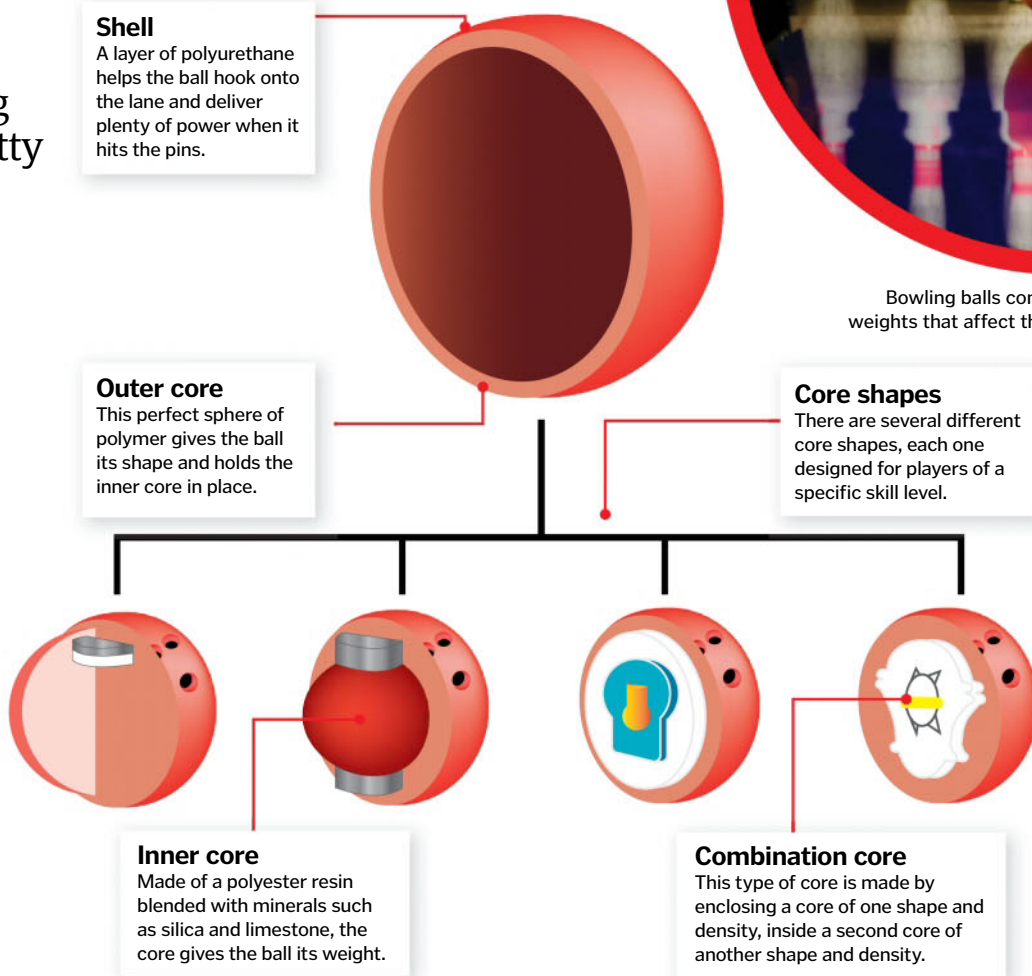 Shell
A layer of polyurethane
helps the ball hook onto
the lane and deliver
plenty of power when it
hits the pins.
Bowling balls
weights that affect
Outer core
This perfect sphere of
polymer gives the ball
its shape and holds the
inner core in place.
Core shapes
There are several different
core shapes, each one
designed for players of a
specific skill level.
Inner core
Made of a polyester resin
blended with minerals such
as silica and limestone, the
core gives the ball its weight.
Combination core
This type of core is made by
enclosing a core of one shape and
density, inside a second core of
another shape and density.